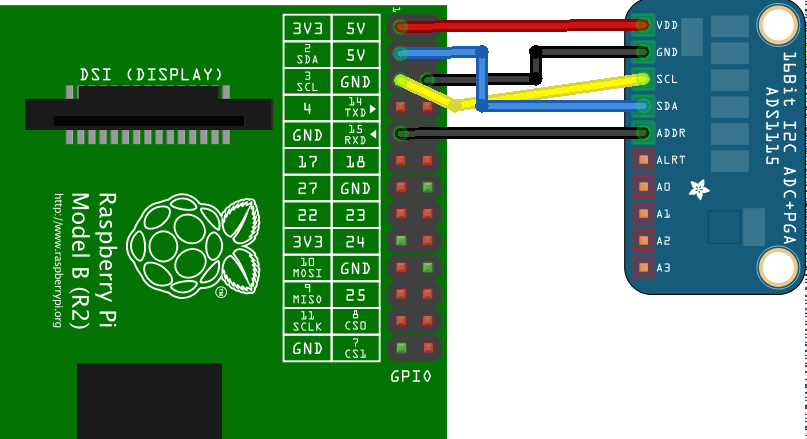 DSI (DISPLAY)
1
3V3 5V
2 SDA 5V
3 SCL GND
4 14 TXD
GND 15 RXD
17 18
27 GND
22 23
3V3 24
10 MOSI GND
9 MISO 25
11 SCLK 8 CS0
GND 7 CS1
GPIO
Raspberry Pi
Model B (R2)
http://www.raspberrypi.org
TM
VDD
GND
SCL
SDA
ADDR
ALRT
A0
A1
A2
A3
16Bit I2C ADC+PGA
ADS1115